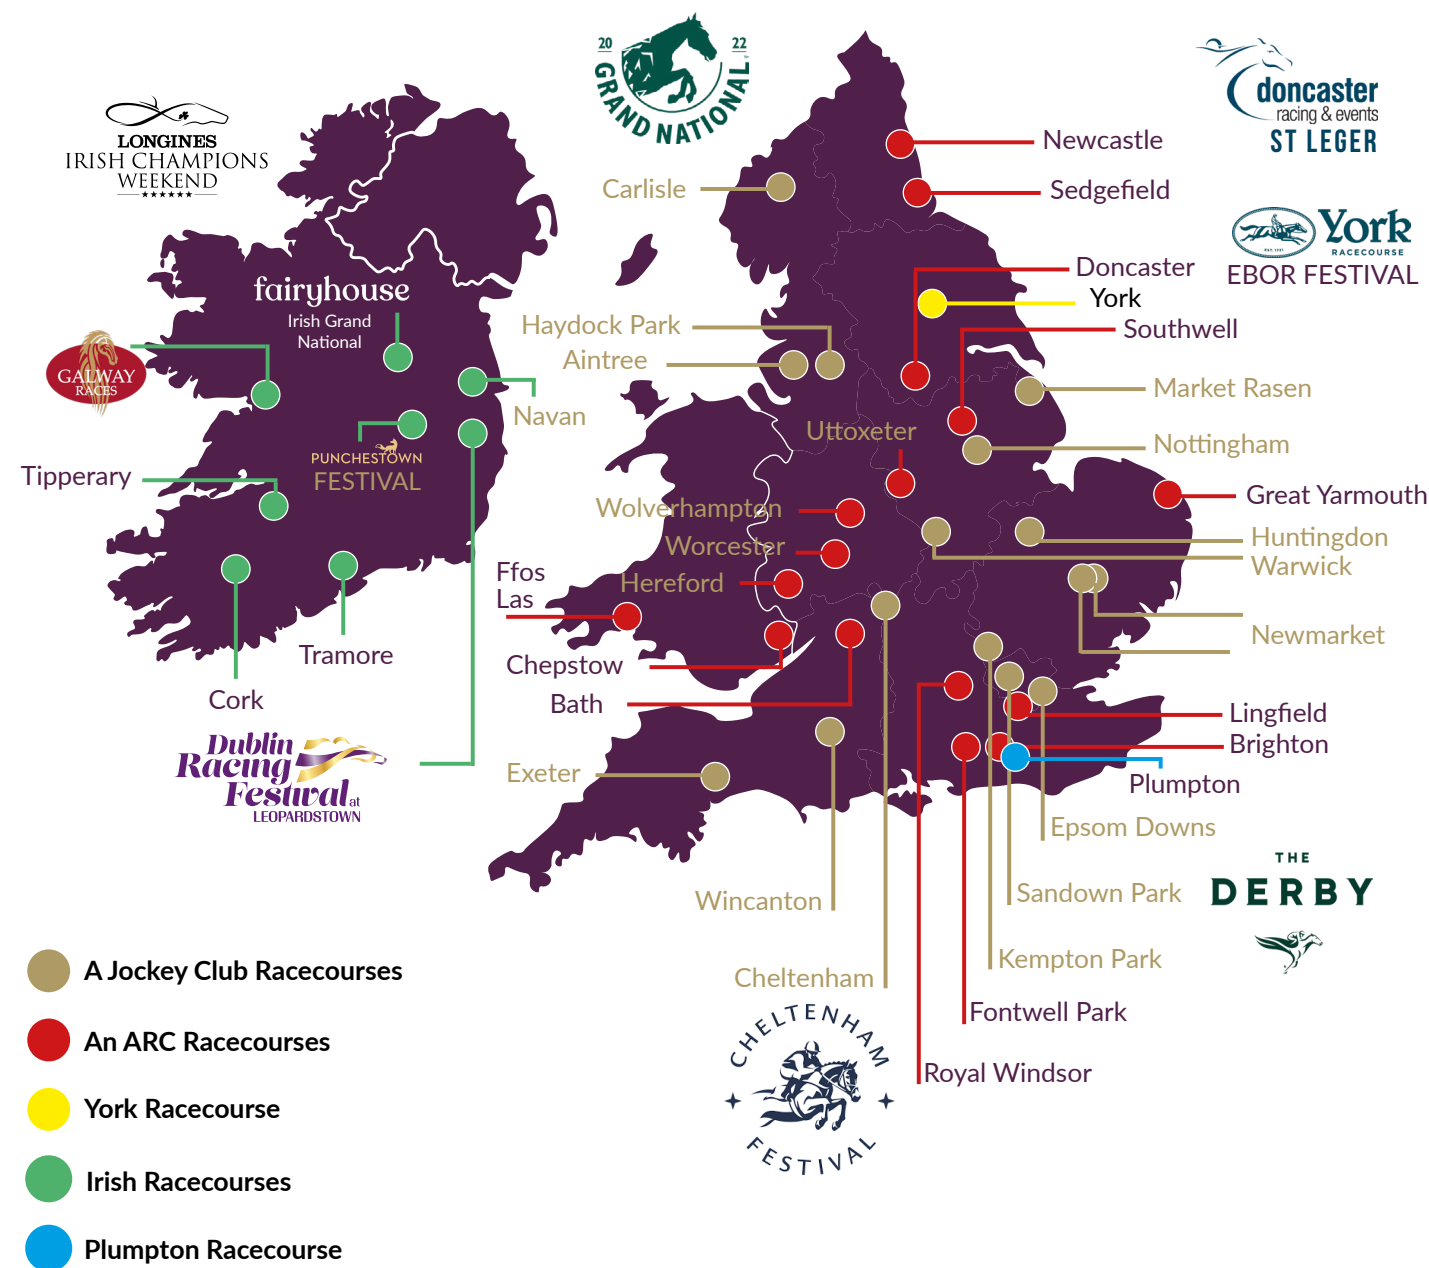 20 22
GRAND NATIONAL
LONGINES
IRISH CHAMPIONS
WEEKEND
doncaster
racing & events
ST LEGER
York
RACECOURSE
EBOR FESTIVAL
Newcastle
Carlisle
Sedgefield
Doncaster
York
Southwell
fairyhouse
Irish Grand
National
Haydock Park
Aintree
GALWAY
RACES
Navan
Market Rasen
Uttoxeter
Nottingham
PUNCHESTOWN
FESTIVAL
Tipperary
Great Yarmouth
Wolverhampton
Huntingdon
Worcester
Warwick
Ffos
Las
Hereford
Newmarket
Tramore
Chepstow
Cork
Bath
Lingfield
Brighton
Dublin
Racing
Festival at
LEOPARDSTOWN
Exeter
Plumpton
Epsom Downs
THE
DERBY
Wincanton
Sandown Park
Kempton Park
Cheltenham
Fontwell Park
CHELTENHAM
FESTIVAL
Royal Windsor
A Jockey Club Racecourses
An ARC Racecourses
York Racecourse
Irish Racecourses
Plumpton Racecourse